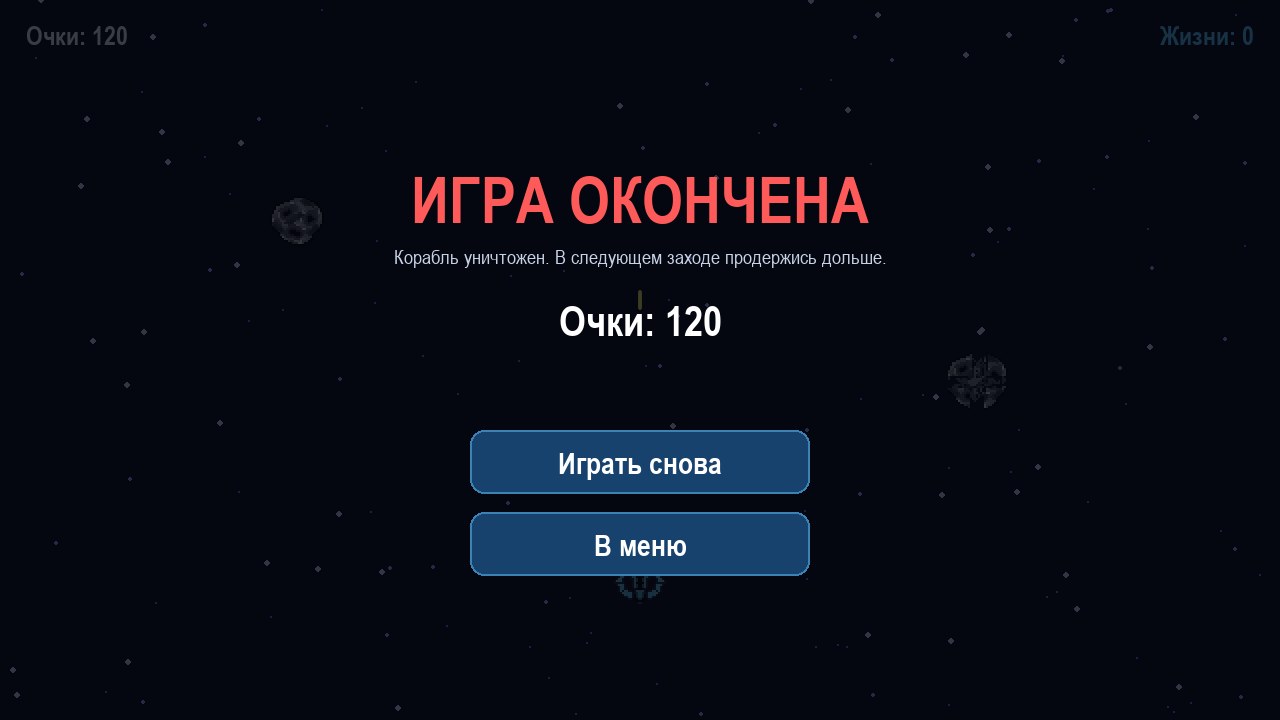 Очки: 120
Жизни: 0
ИГРА ОКОНЧЕНА
Корабль уничтожен. В следующем заходе продержись дольше.
Очки: 120
Играть снова
В меню